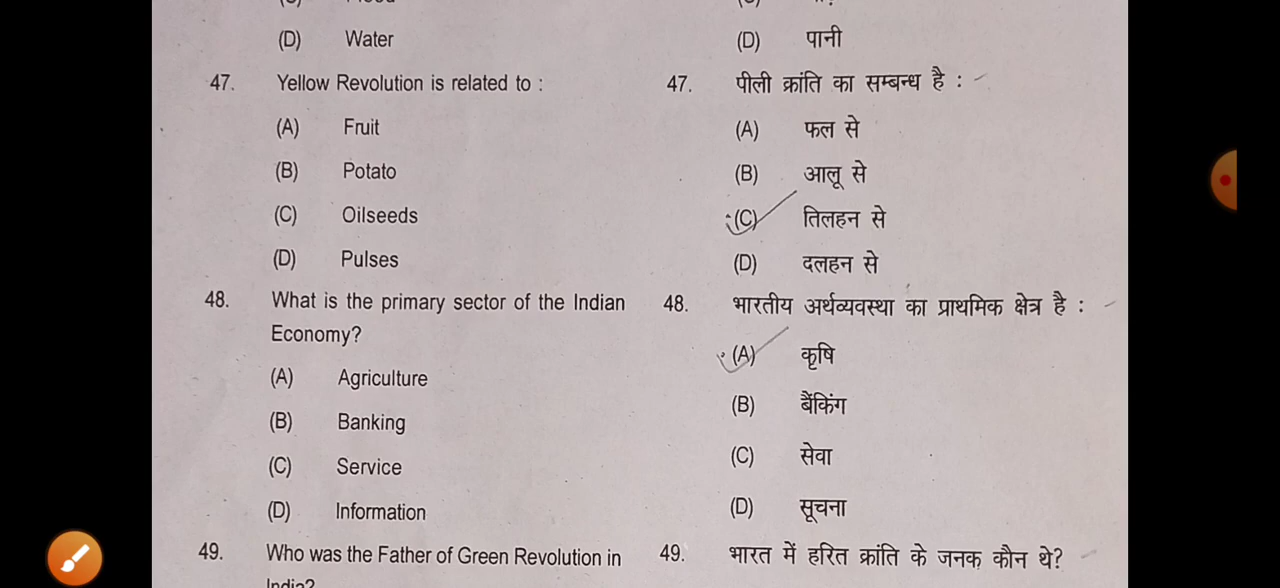 (D) Water
47. Yellow Revolution is related to :
(A) Fruit
(B) Potato
(C) Oilseeds
(D) Pulses
48. What is the primary sector of the Indian
Economy?
(A) Agriculture
(B) Banking
(C) Service
(D) Information
49. Who was the Father of Green Revolution in
India?
(D) पानी
47. पीली क्रांति का सम्बन्ध है :
(A) फल से
(B) आलू से
(C) तिलहन से
(D) दलहन से
48. भारतीय अर्थव्यवस्था का प्राथमिक क्षेत्र है :
(A) कृषि
(B) बैंकिंग
(C) सेवा
(D) सूचना
49. भारत में हरित क्रांति के जनक कौन थे?